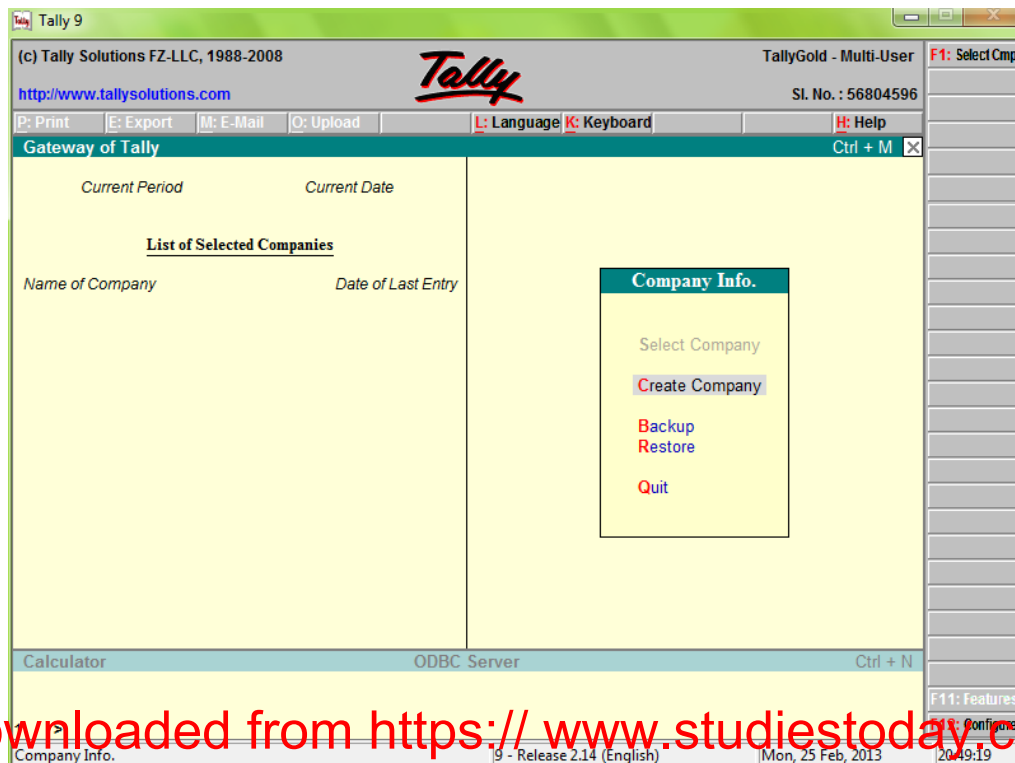 Tally 9
(c) Tally Solutions FZ-LLC, 1988-2008
Tally
TallyGold - Multi-User
F1: Select Cmp
http://www.tallysolutions.com
Sl. No. : 56804596
P: Print E: Export M: E-Mail O: Upload L: Language K: Keyboard H: Help
Gateway of Tally Ctrl + M
Current Period Current Date
List of Selected Companies
Name of Company Date of Last Entry
Company Info.
Select Company
Create Company
Backup
Restore
Quit
Calculator ODBC Server Ctrl + N
F11: Features
F12: Configure
wnloaded from https:// www.studiestoday.c
Company Info. 9 - Release 2.14 (English) Mon, 25 Feb, 2013 20:49:19